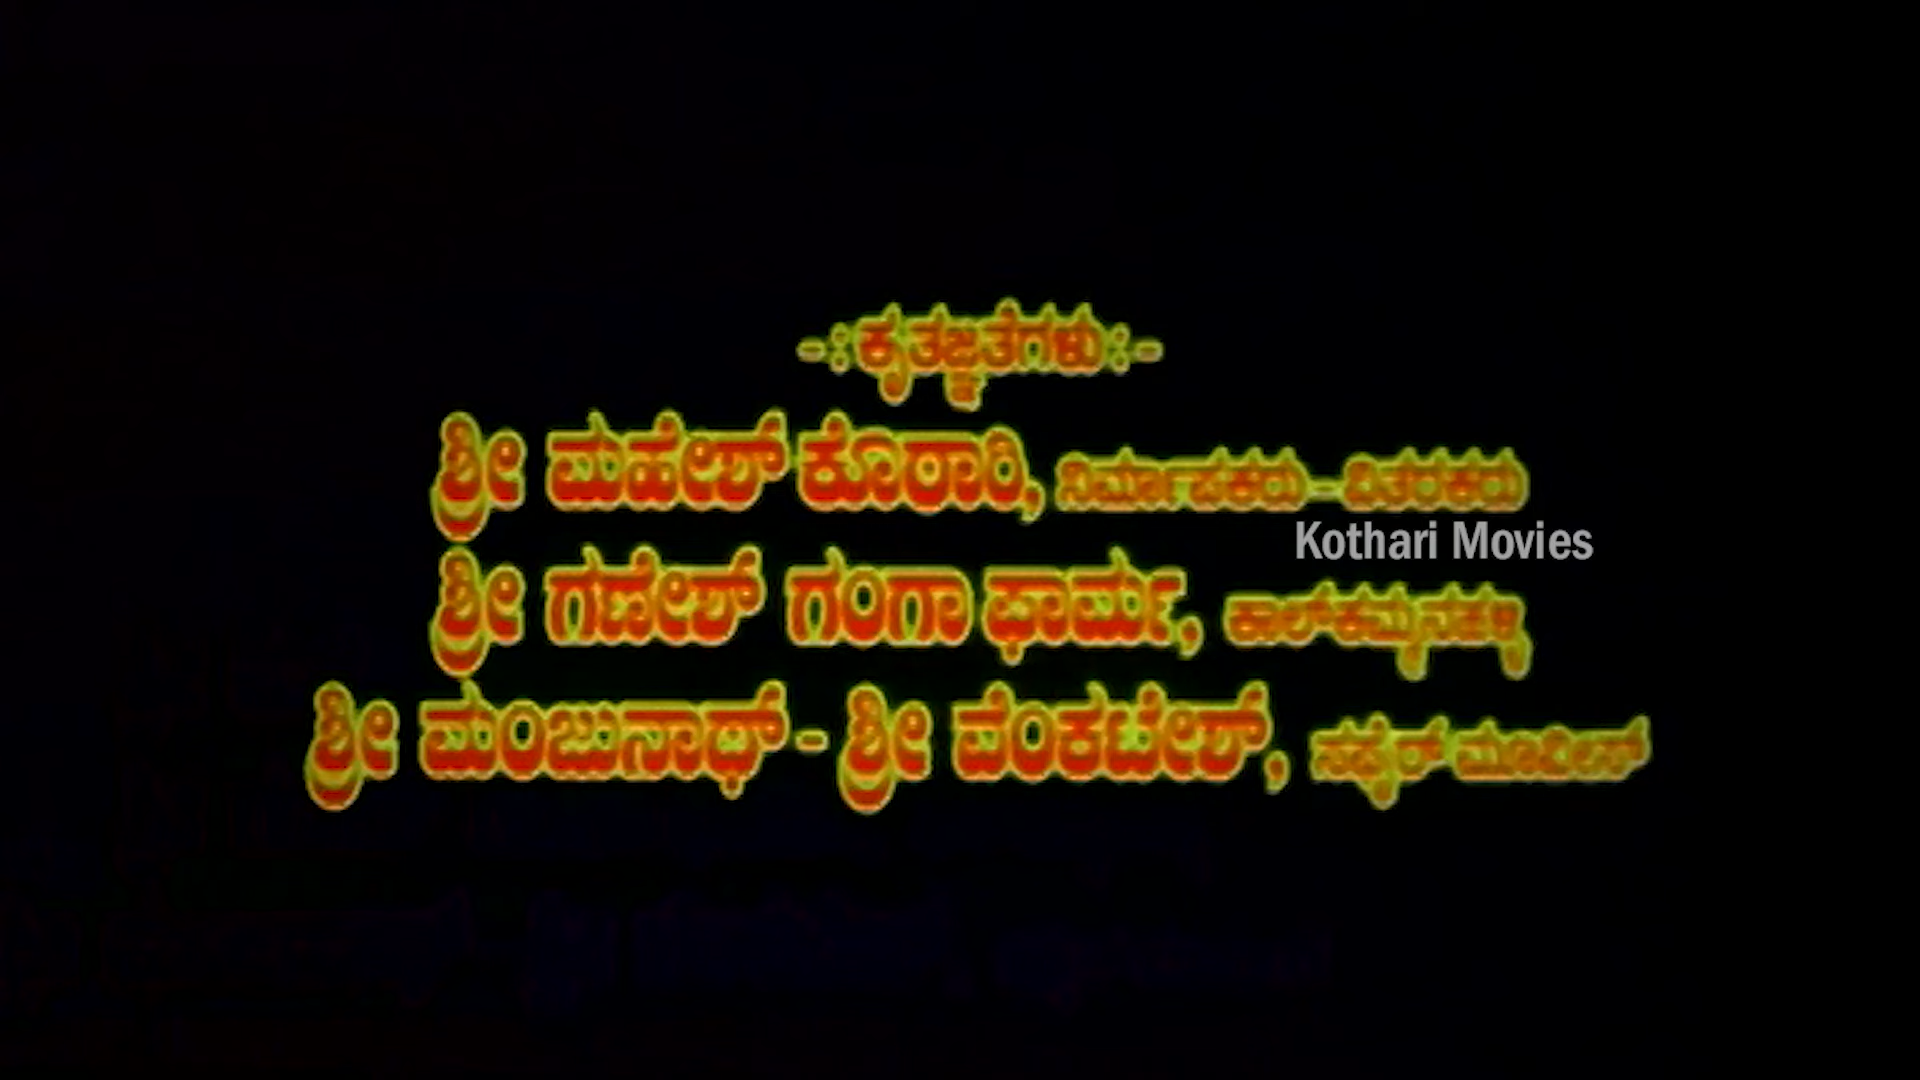 -:ಕೃತಜ್ಞತೆಗಳು:-
ಶ್ರೀ ಮಹೇಶ್ ಕೊಠಾರಿ, ನಿರ್ಮಾಪಕರು-ವಿತರಕರು
Kothari Movies
ಶ್ರೀ ಗಣೇಶ್ ಗಂಗಾ ಫಾರ್ಮ್,
ಶ್ರೀ ಮಂಜುನಾಥ್-ಶ್ರೀ ವೆಂಕಟೇಶ್, ಮೂವೀಸ್